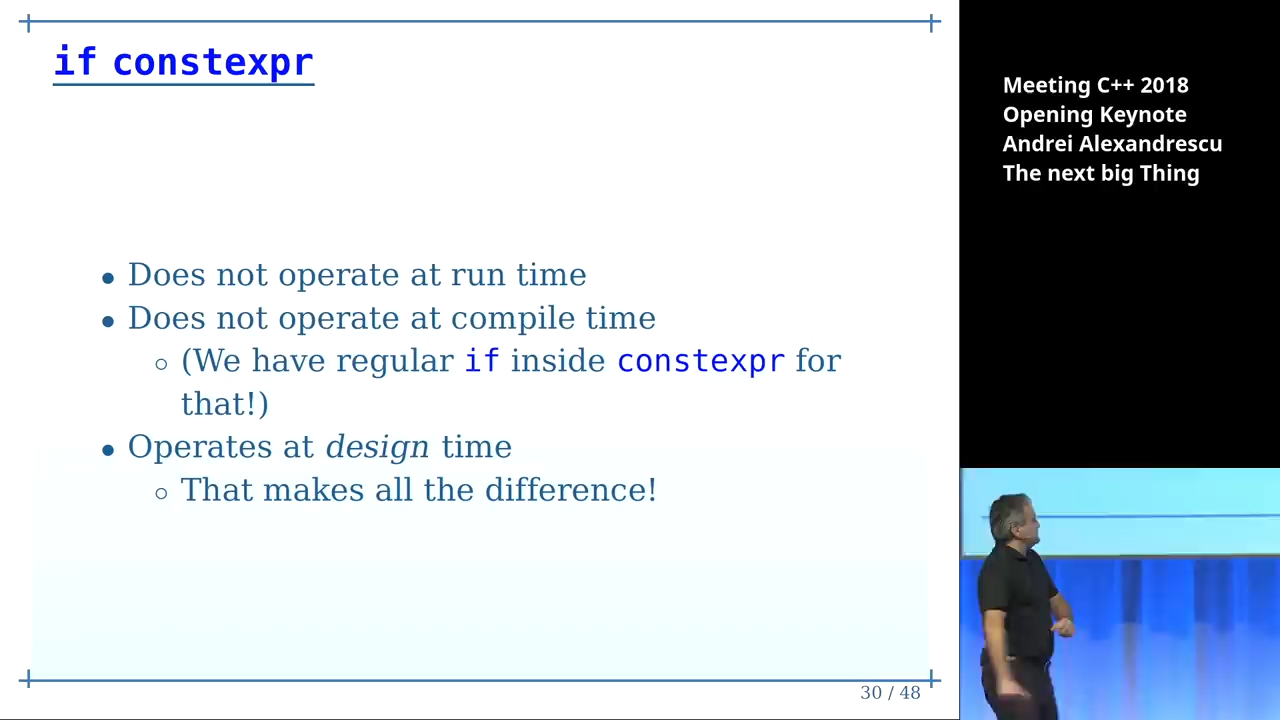 if constexpr
• Does not operate at run time
• Does not operate at compile time
○ (We have regular if inside constexpr for
that!)
• Operates at design time
○ That makes all the difference!
30 / 48
Meeting C++ 2018
Opening Keynote
Andrei Alexandrescu
The next big Thing